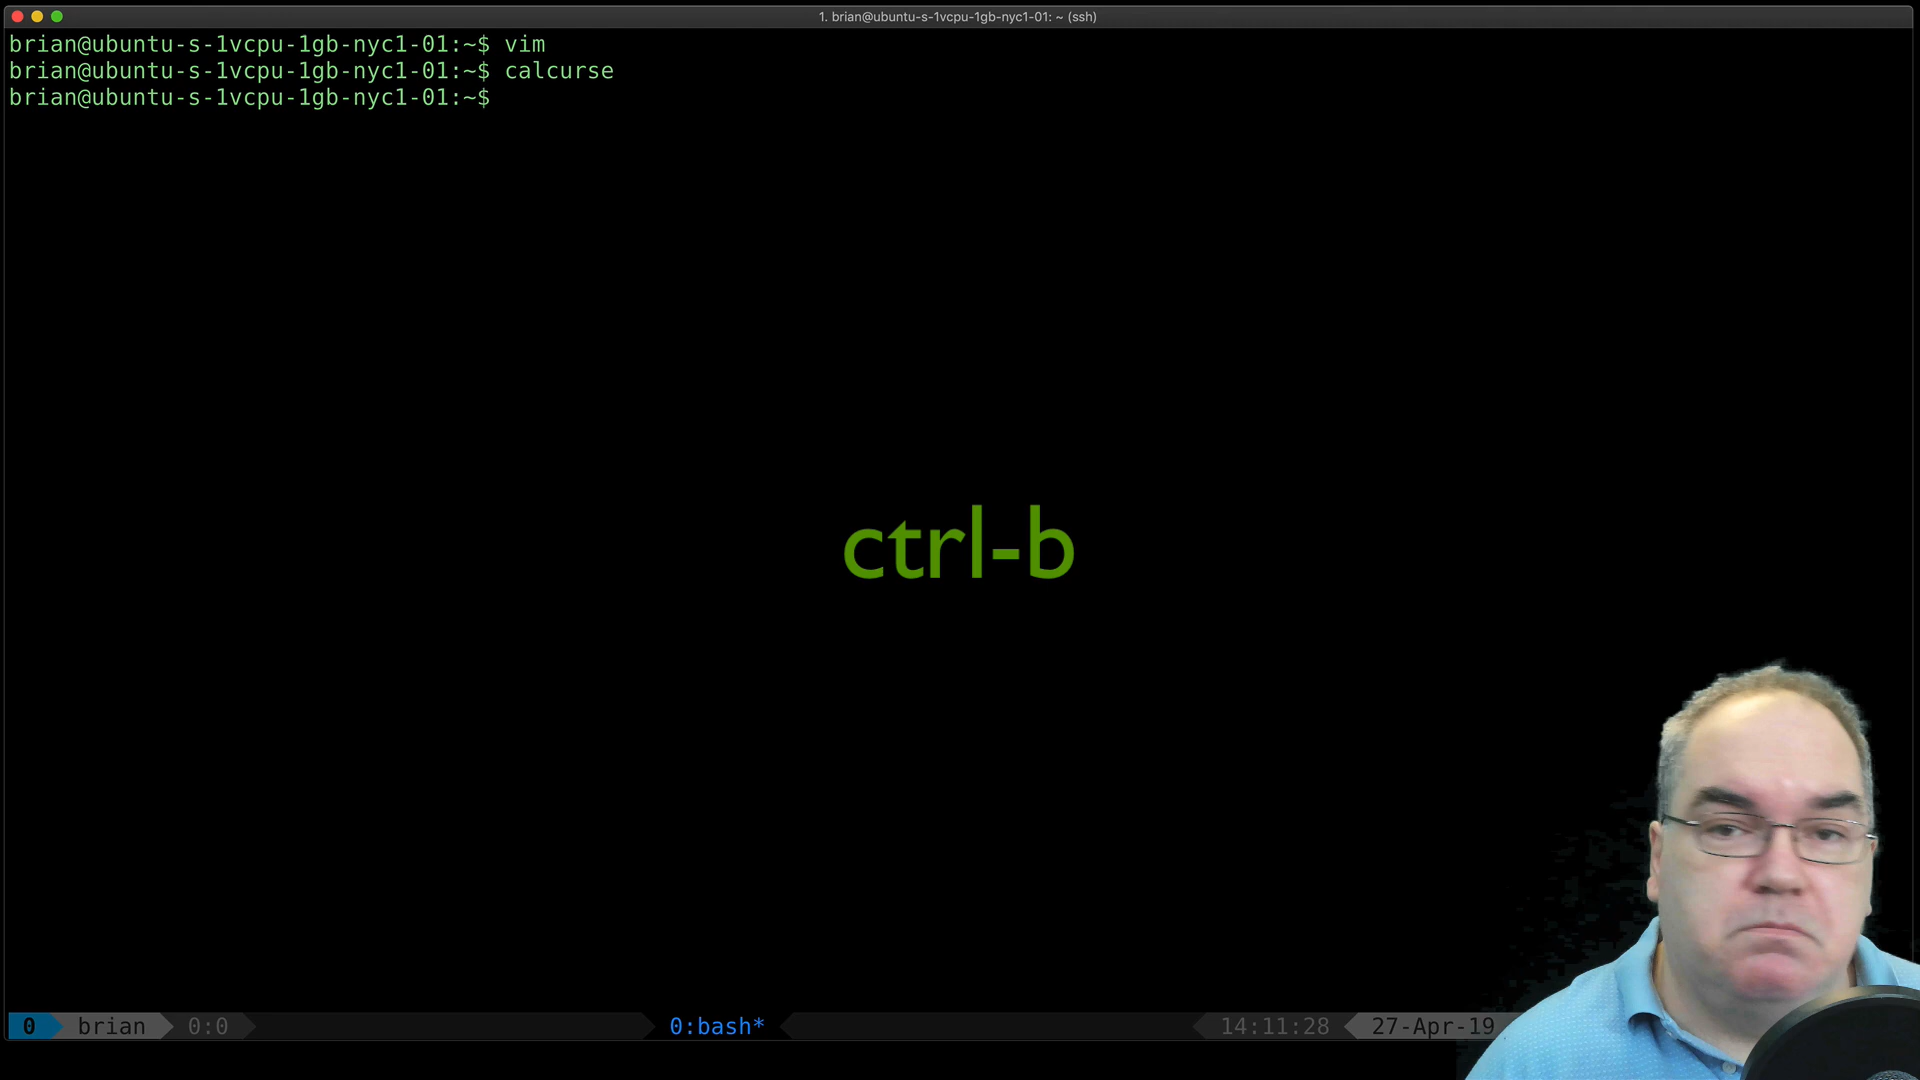 1. brian@ubuntu-s-1vcpu-1gb-nyc1-01: ~ (ssh)
brian@ubuntu-s-1vcpu-1gb-nyc1-01:~$ vim
brian@ubuntu-s-1vcpu-1gb-nyc1-01:~$ calcurse
brian@ubuntu-s-1vcpu-1gb-nyc1-01:~$
ctrl-b
0 brian 0:0 0:bash* 14:11:28 27-Apr-19